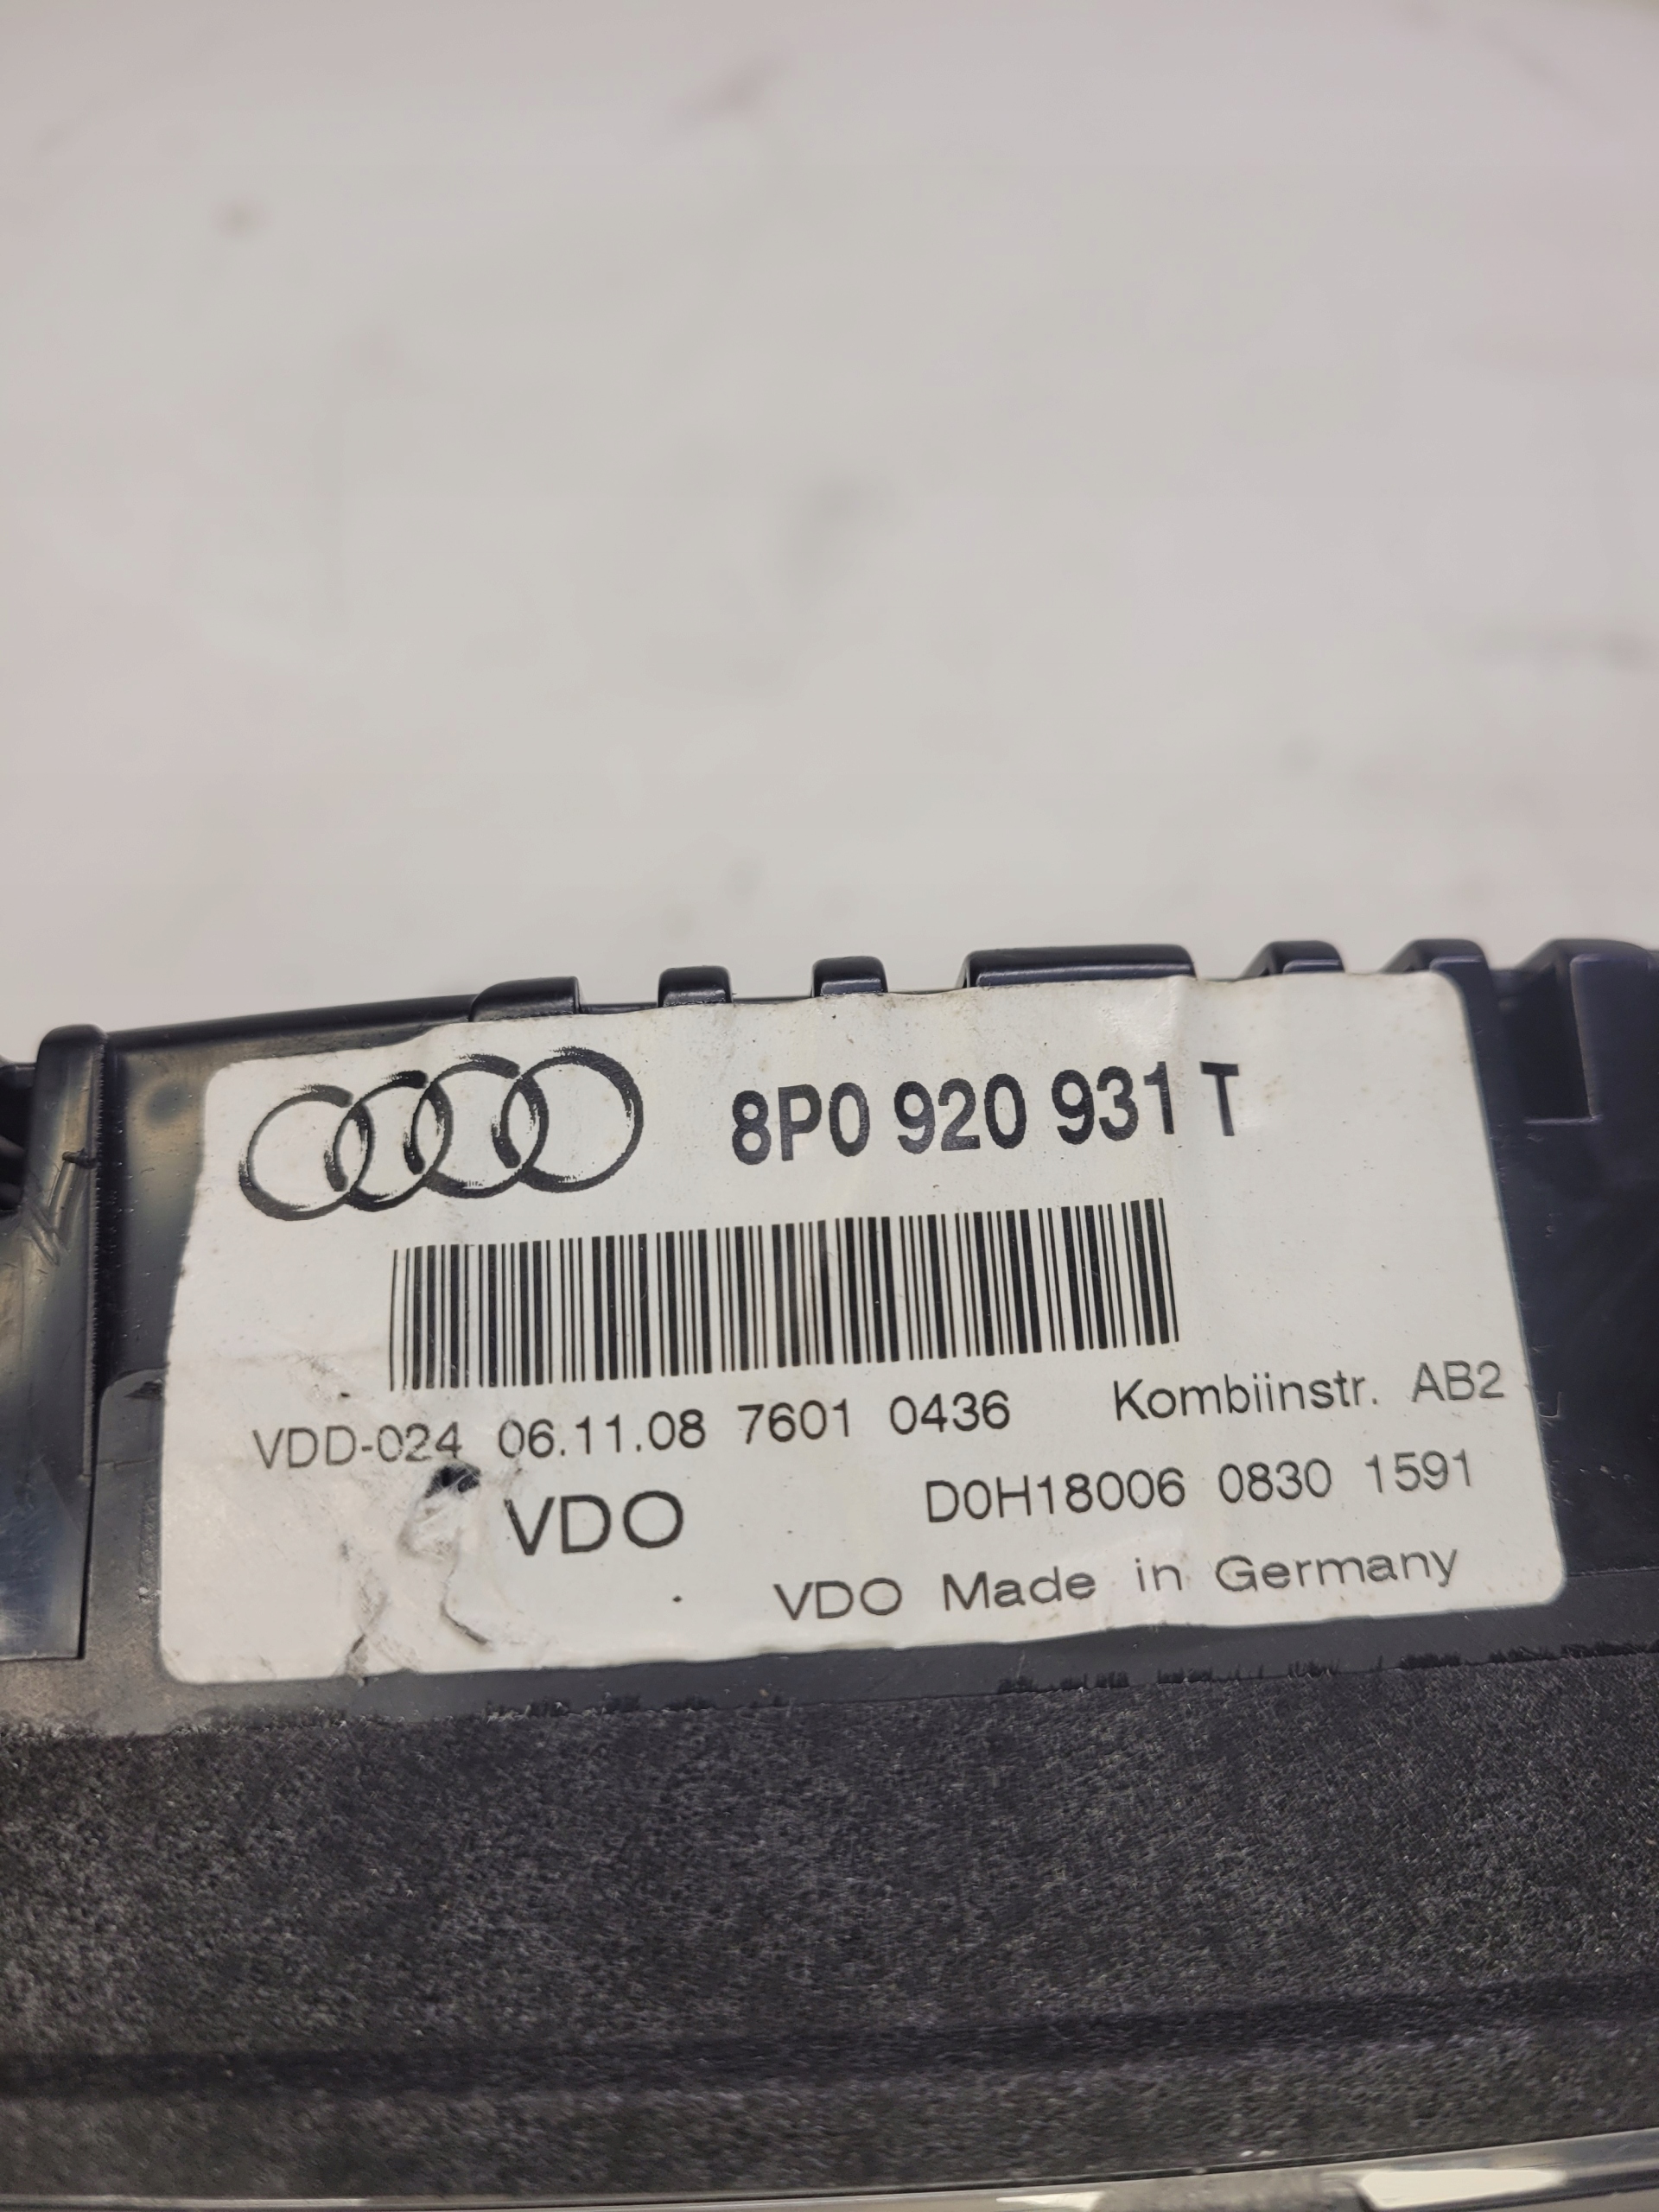 8P0 920 931 T
VDD-024 06.11.08 7601 0436 Kombiinstr. AB2
VDO D0H18006 0830 1591
VDO Made in Germany